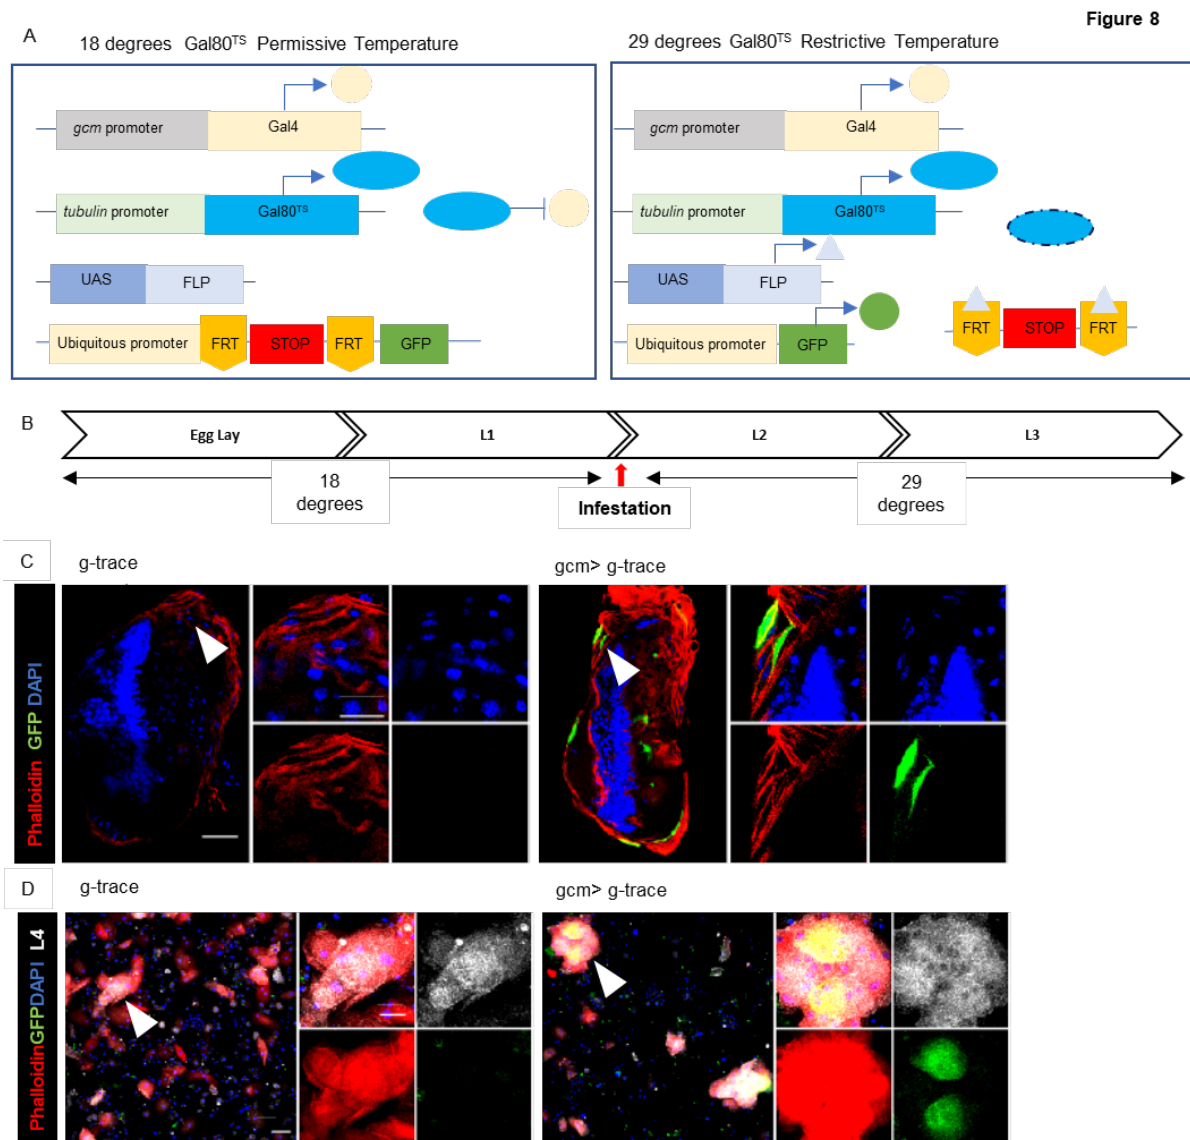 Figure 8
A
18 degrees Gal80TS Permissive Temperature
29 degrees Gal80TS Restrictive Temperature
gcm promoter
Gal4
tubulin promoter
Gal80TS
UAS
FLP
Ubiquitous promoter
FRT
STOP
FRT
GFP
gcm promoter
Gal4
tubulin promoter
Gal80TS
UAS
FLP
Ubiquitous promoter
GFP
FRT
STOP
FRT
B
Egg Lay
L1
L2
L3
18
degrees
Infestation
29
degrees
C
g-trace
gcm> g-trace
Phalloidin GFP DAPI
D
g-trace
gcm> g-trace
PhalloidinGFPDAPI L4